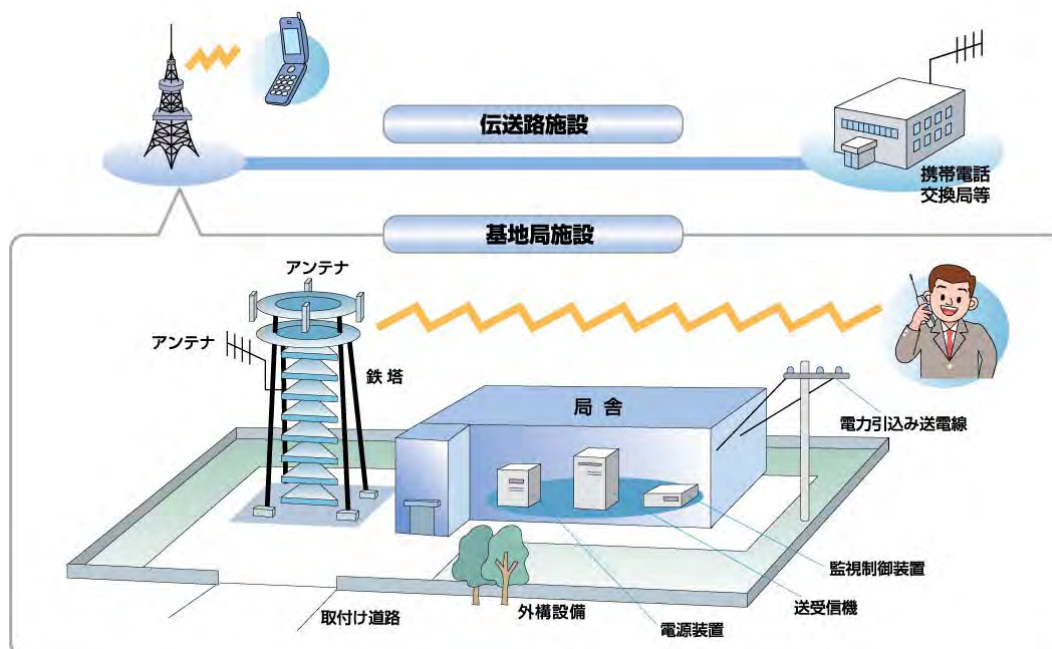 伝送路施設
携帯電話
交換局等
基地局施設
アンテナ
アンテナ
鉄塔
局舎
電力引込み送電線
監視制御装置
送受信機
電源装置
外構設備
取付け道路